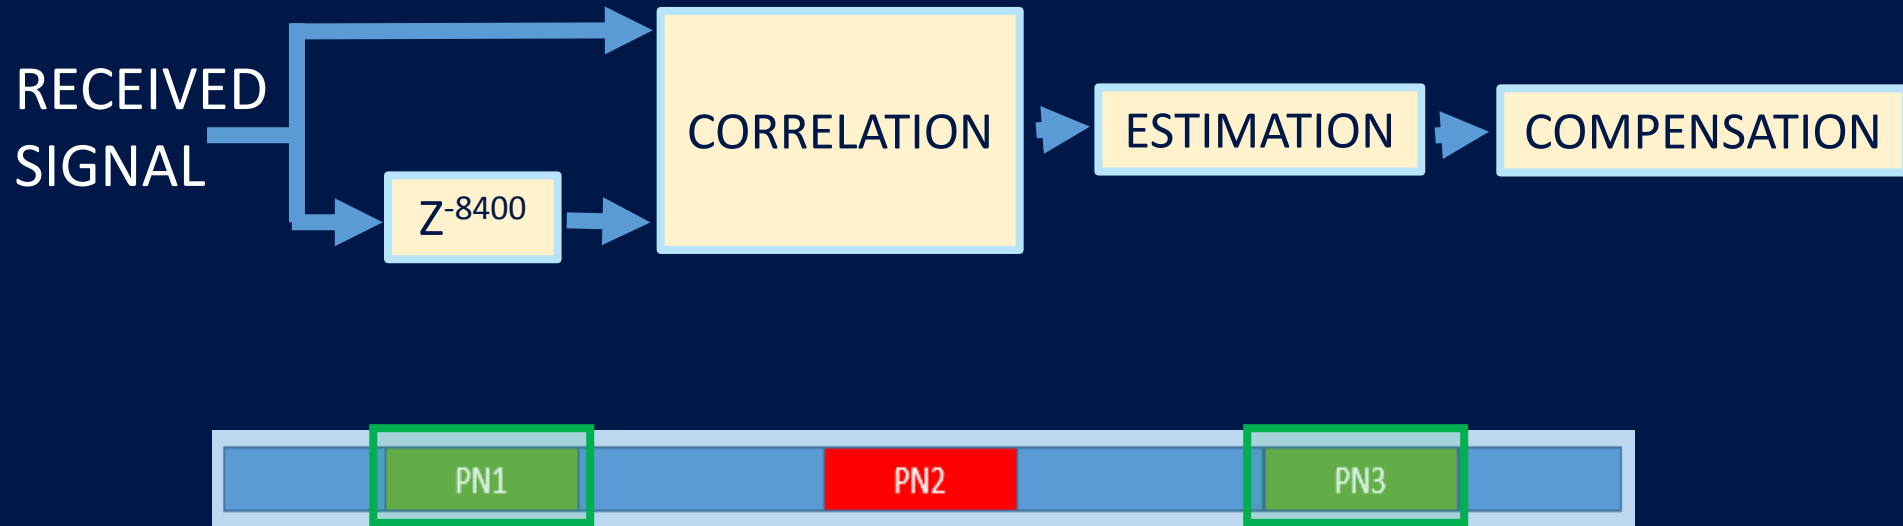 RECEIVED
SIGNAL
Z-8400
CORRELATION
ESTIMATION
COMPENSATION
PN1
PN2
PN3